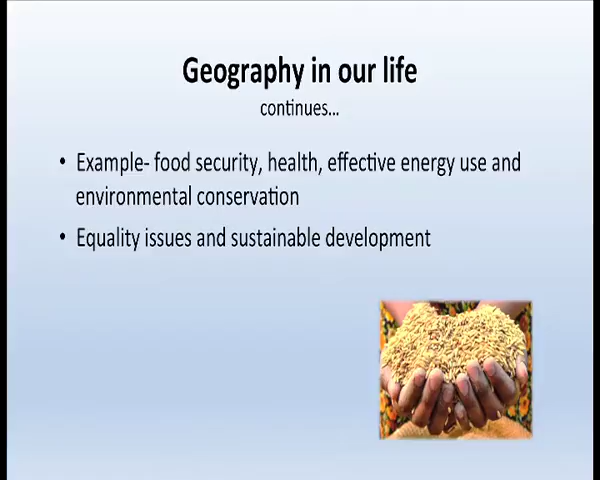 Geography in our life
continues...
• Example- food security, health, effective energy use and
environmental conservation
• Equality issues and sustainable development